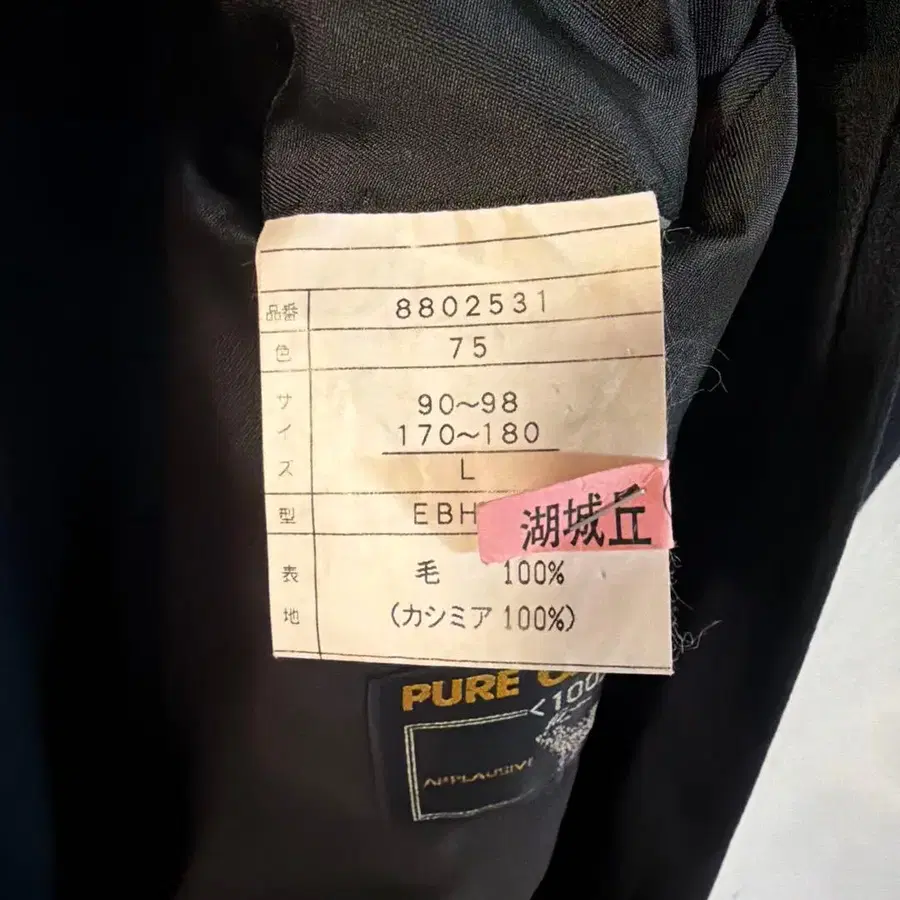 品番 8802531
色 75
サイズ 90～98
170～180
L
型 EBH
湖城丘
表地 毛 100%
(カシミア 100%)
PURE
<100
APPLAUSIVE